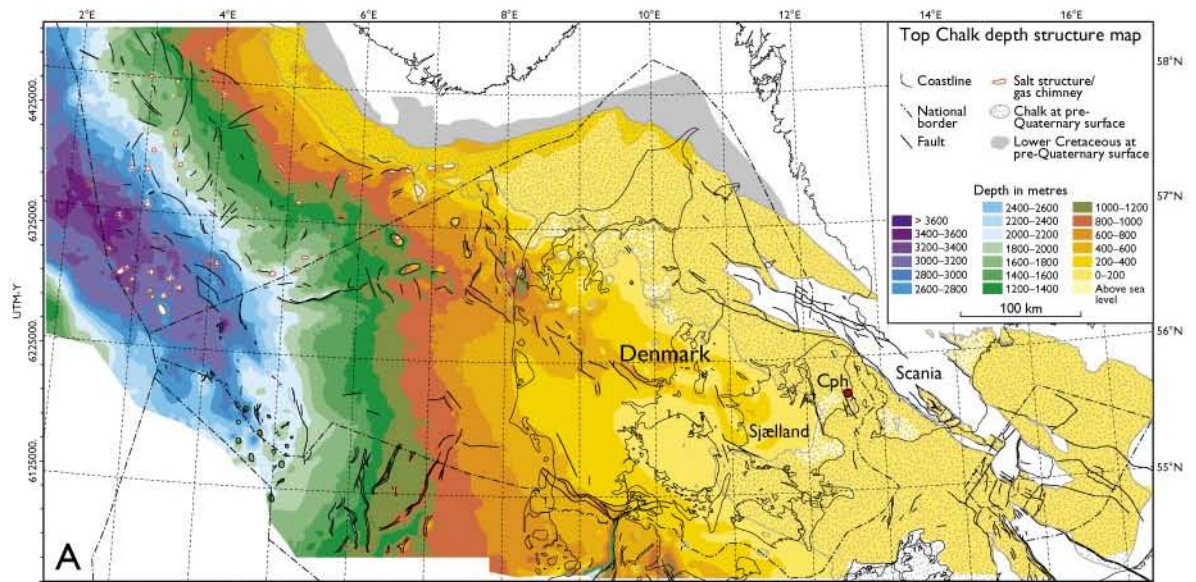 2°E
4°E
6°E
8°E
10°E
12°E
14°E
16°E
Top Chalk depth structure map
Coastline
National
border
Fault
Salt structure/
gas chimney
Chalk at pre-
Quaternary surface
Lower Cretaceous at
pre-Quaternary surface
Depth in metres
> 3600
3400–3600
3200–3400
3000–3200
2800–3000
2600–2800
2400–2600
2200–2400
2000–2200
1800–2000
1600–1800
1400–1600
1200–1400
1000–1200
800–1000
600–800
400–600
200–400
0–200
Above sea
level
100 km
58°N
57°N
56°N
55°N
UTM-Y
6425000.
6325000.
6225000.
6125000.
Denmark
Cph
Scania
Sjælland
A